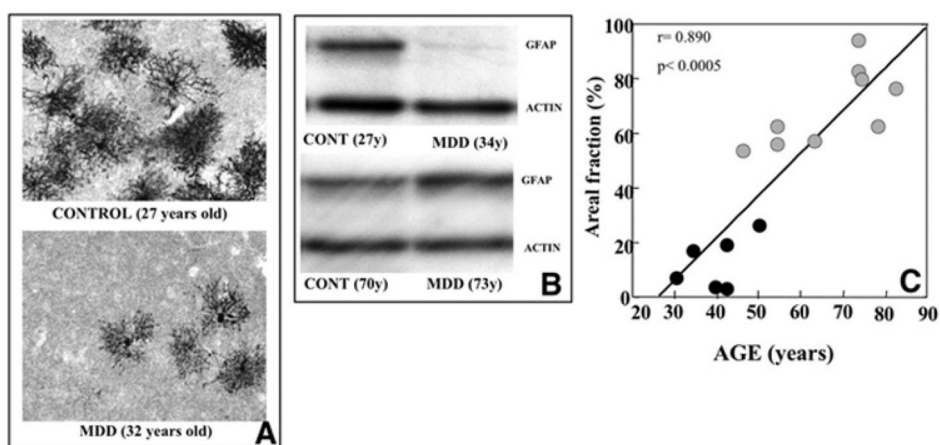 CONTROL (27 years old)
MDD (32 years old)
A
GFAP
ACTIN
CONT (27y) MDD (34y)
GFAP
ACTIN
CONT (70y) MDD (73y)
B
r= 0.890
p< 0.0005
C
Areal fraction (%)
100
80
60
40
20
0
20 30 40 50 60 70 80 90
AGE (years)